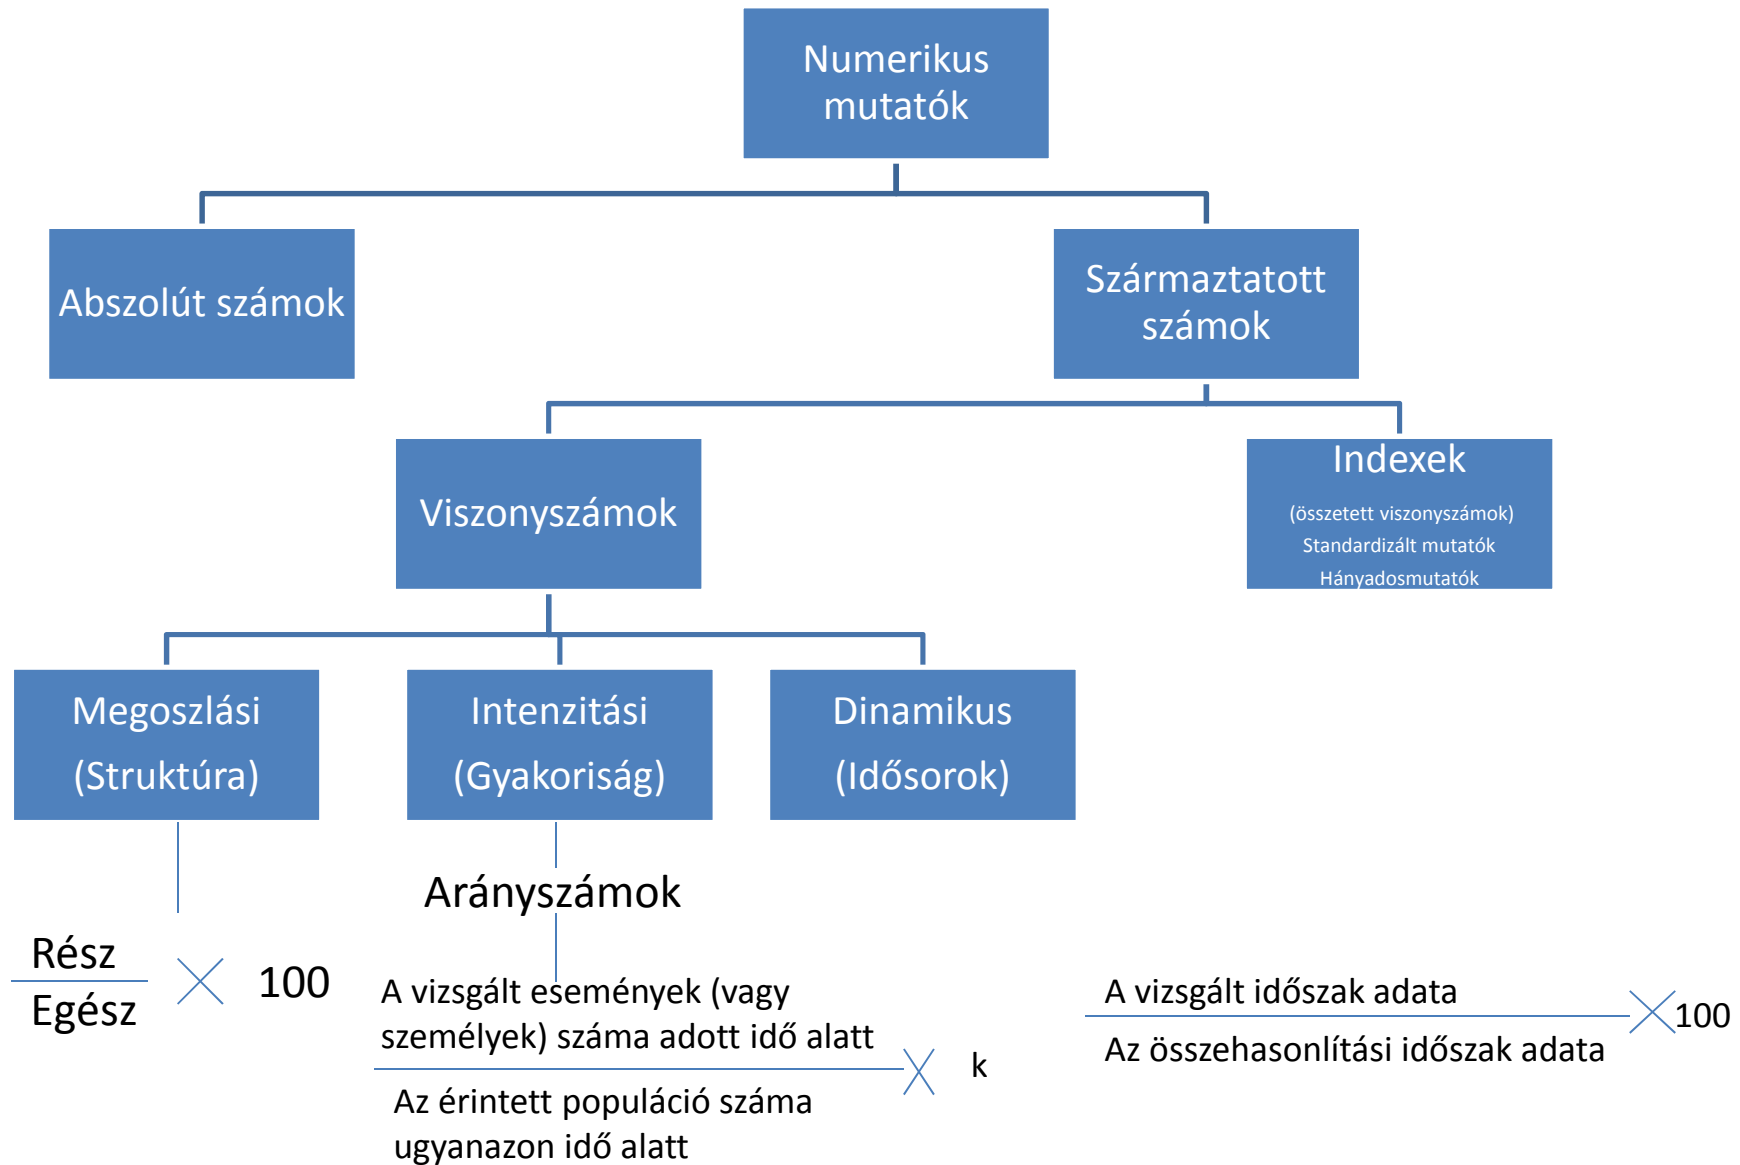 Numerikus
mutatók
Abszolút számok
Származtatott
számok
Viszonyszámok
Indexek
(összetett viszonyszámok)
Standardizált mutatók
Hányadosmutatók
Megoszlási
(Struktúra)
Intenzitási
(Gyakoriság)
Dinamikus
(Idősorok)
Rész
Egész
100
Arányszámok
A vizsgált események (vagy
személyek) száma adott idő alatt
Az érintett populáció száma
ugyanazon idő alatt
k
A vizsgált időszak adata
Az összehasonlítási időszak adata
100